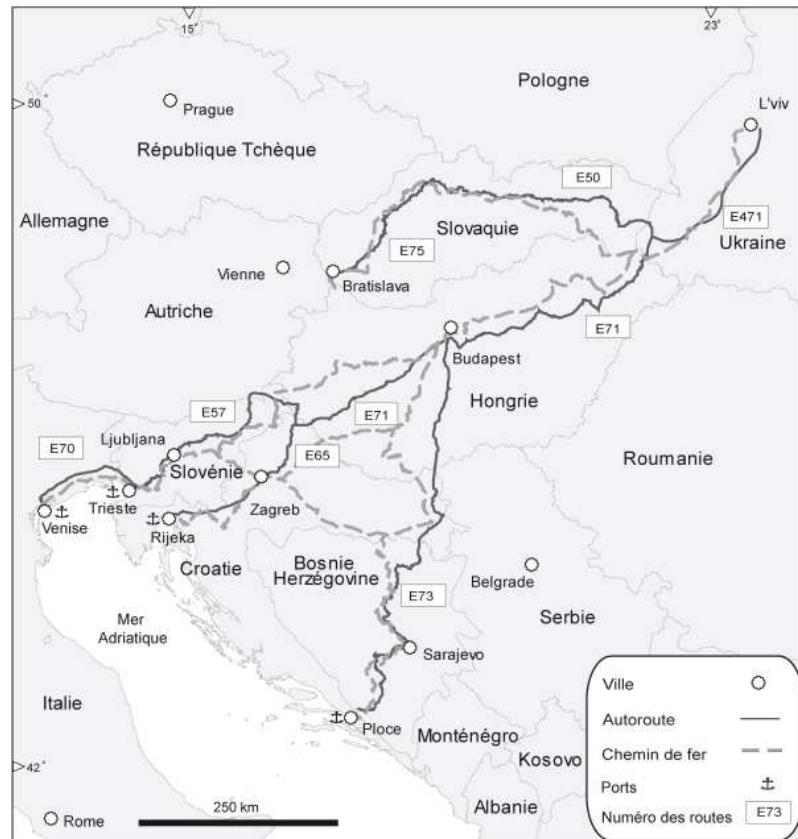 15°
23°
50°
Prague
Pologne
L'viv
République Tchèque
E50
Allemagne
Slovaquie
E471
Ukraine
E75
Vienne
Bratislava
Autriche
E71
Budapest
Hongrie
E57
E71
Ljubljana
E70
Slovénie
E65
Roumanie
Trieste
Venise
Rijeka
Zagreb
Croatie
Bosnie
Herzégovine
Belgrade
E73
Serbie
Mer
Adriatique
Sarajevo
Italie
Ploce
Monténégro
Kosovo
42°
Albanie
Rome
250 km
Ville
Autoroute
Chemin de fer
Ports
Numéro des routes
E73